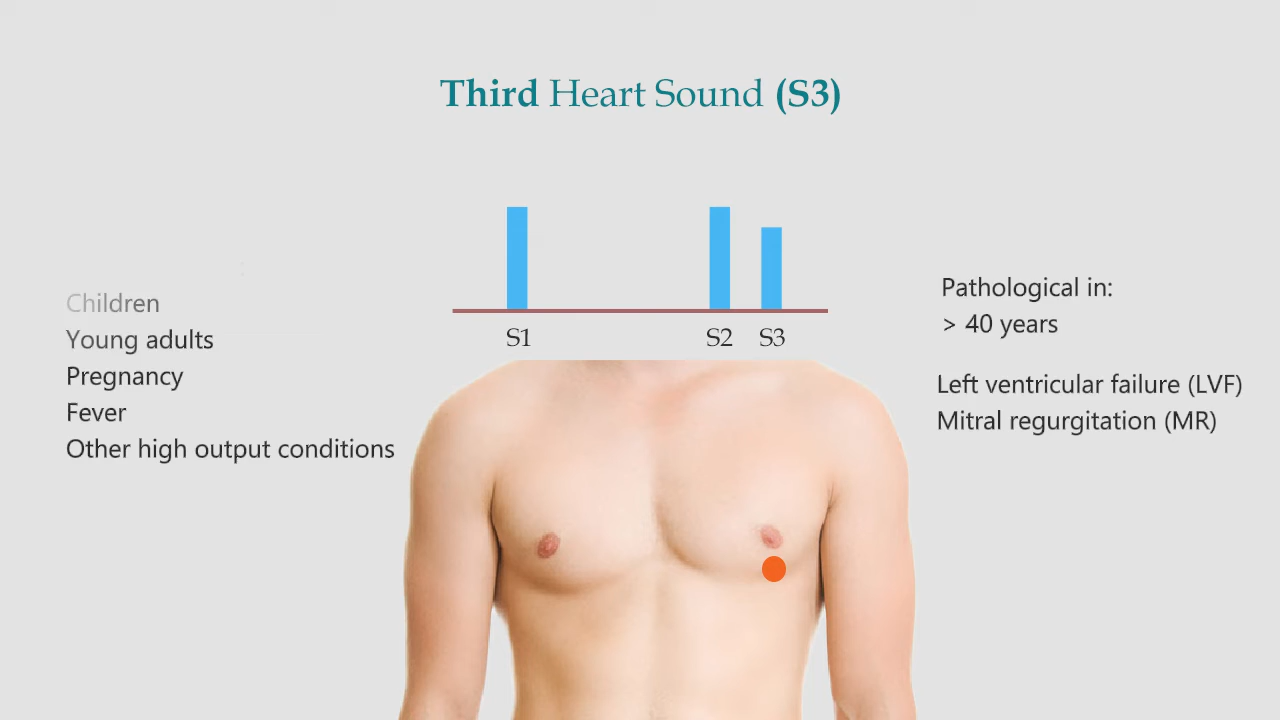 Third Heart Sound (S3)
S1 S2 S3
Children
Young adults
Pregnancy
Fever
Other high output conditions
Pathological in:
> 40 years
Left ventricular failure (LVF)
Mitral regurgitation (MR)